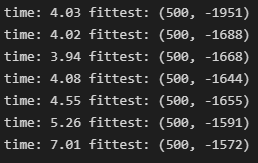 time: 4.03 fittest: (500, -1951)
time: 4.02 fittest: (500, -1688)
time: 3.94 fittest: (500, -1668)
time: 4.08 fittest: (500, -1644)
time: 4.55 fittest: (500, -1655)
time: 5.26 fittest: (500, -1591)
time: 7.01 fittest: (500, -1572)